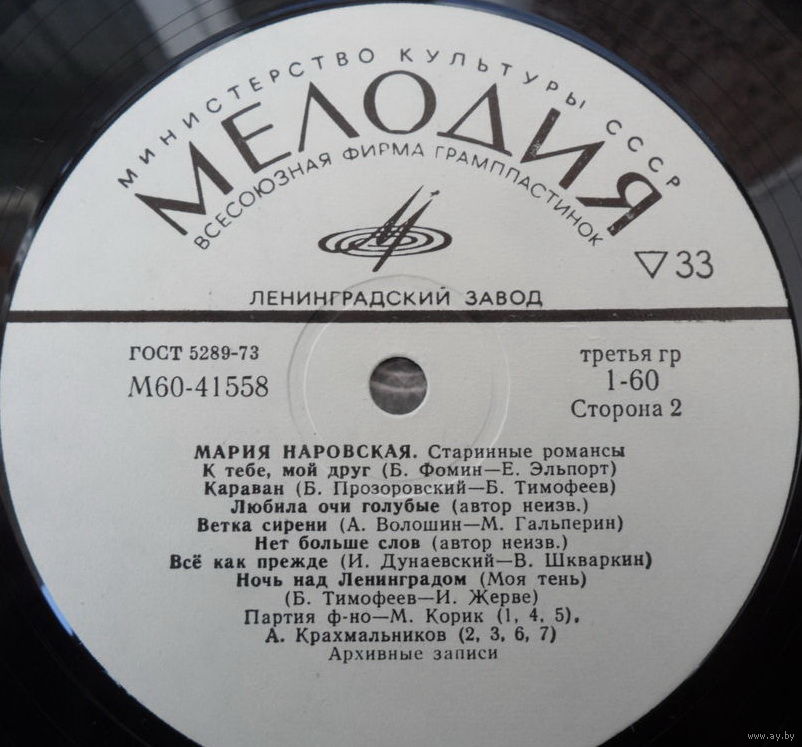 МИНИСТЕРСТВО КУЛЬТУРЫ СССР
МЕЛОДИЯ
ВСЕСОЮЗНАЯ ФИРМА ГРАМПЛАСТИНОК
▽33
ЛЕНИНГРАДСКИЙ ЗАВОД
ГОСТ 5289-73
М60-41558
третья гр
1-60
Сторона 2
МАРИЯ НАРОВСКАЯ. Старинные романсы
К тебе, мой друг (Б. Фомин—Е. Эльпорт)
Караван (Б. Прозоровский—Б. Тимофеев)
Любила очи голубые (автор неизв.)
Ветка сирени (А. Волошин—М. Гальперин)
Нет больше слов (автор неизв.)
Всё как прежде (И. Дунаевский—В. Шкваркин)
Ночь над Ленинградом (Моя тень)
(Б. Тимофеев—И. Жерве)
Партия ф-но—М. Корик (1, 4, 5),
А. Крахмальников (2, 3, 6, 7)
Архивные записи
www.ay.by